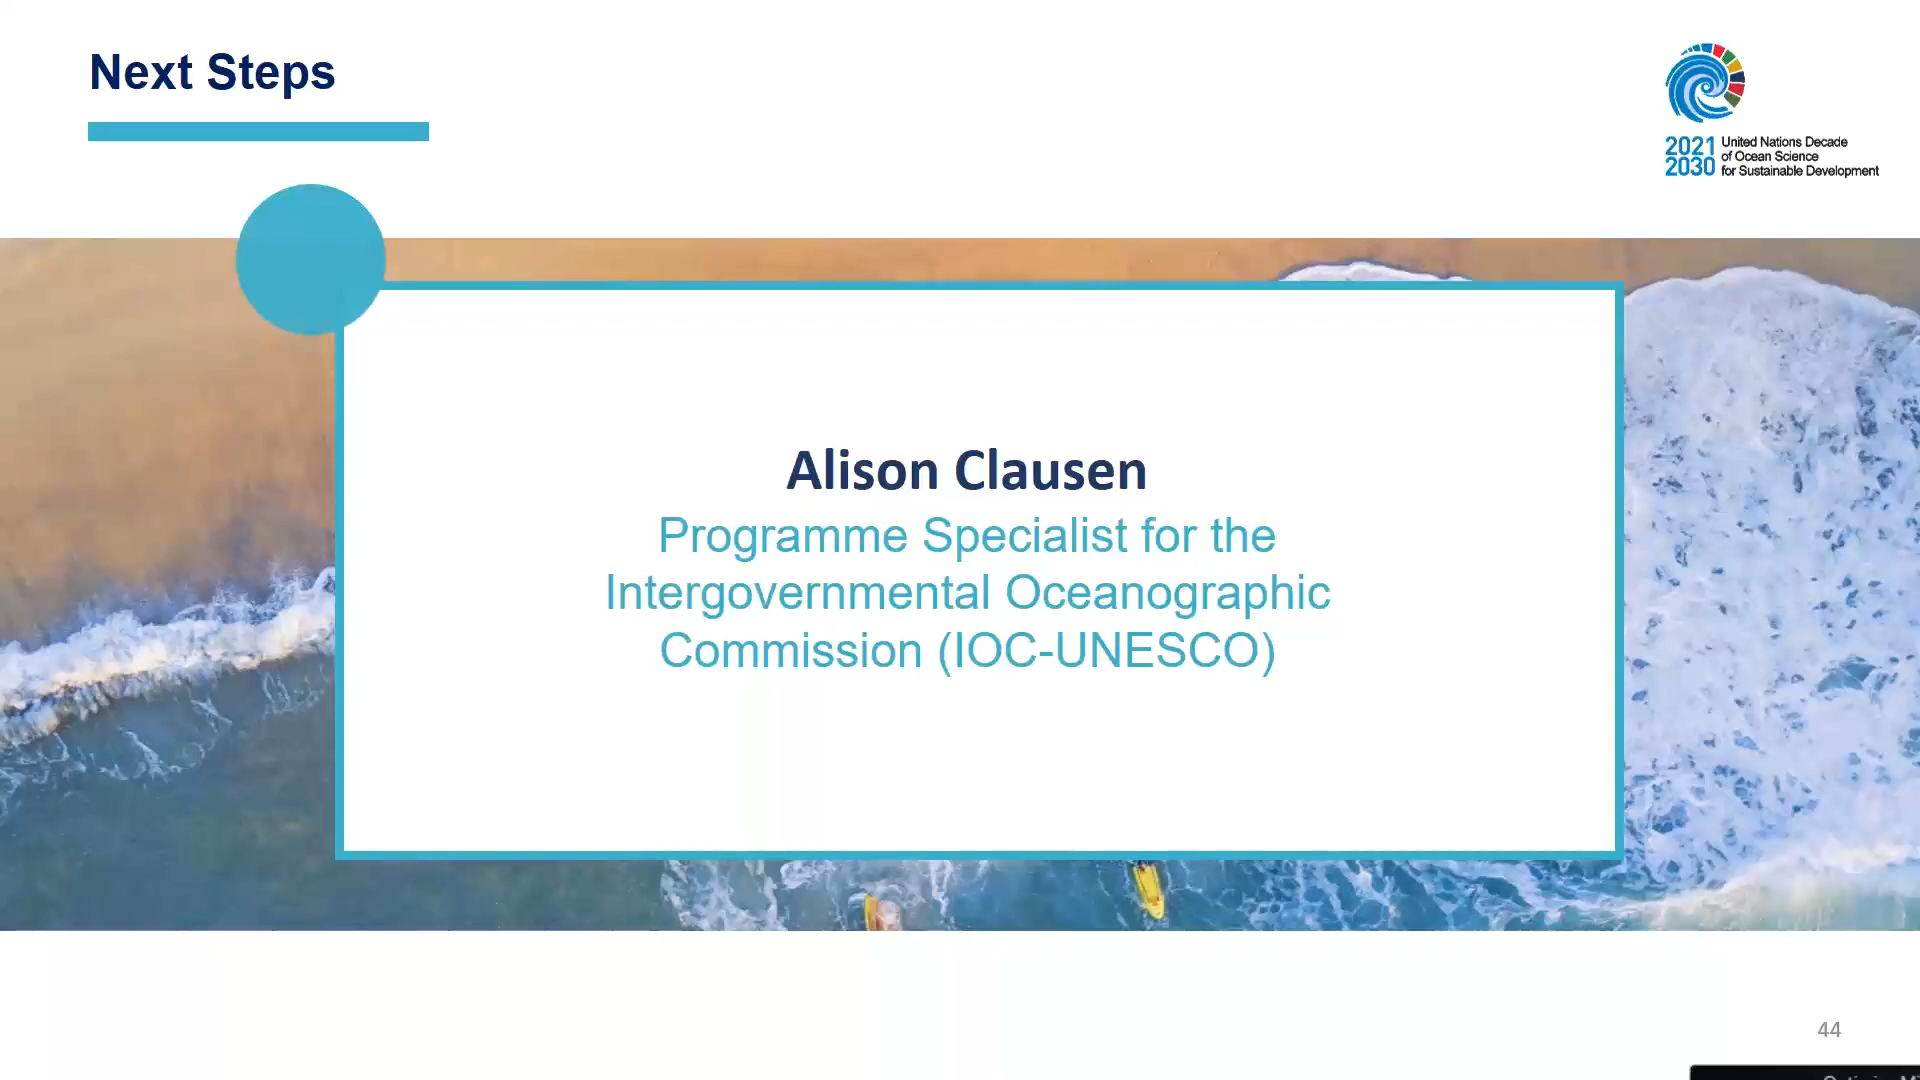 Next Steps
2021 United Nations Decade
of Ocean Science
2030 for Sustainable Development
Alison Clausen
Programme Specialist for the
Intergovernmental Oceanographic
Commission (IOC-UNESCO)
44